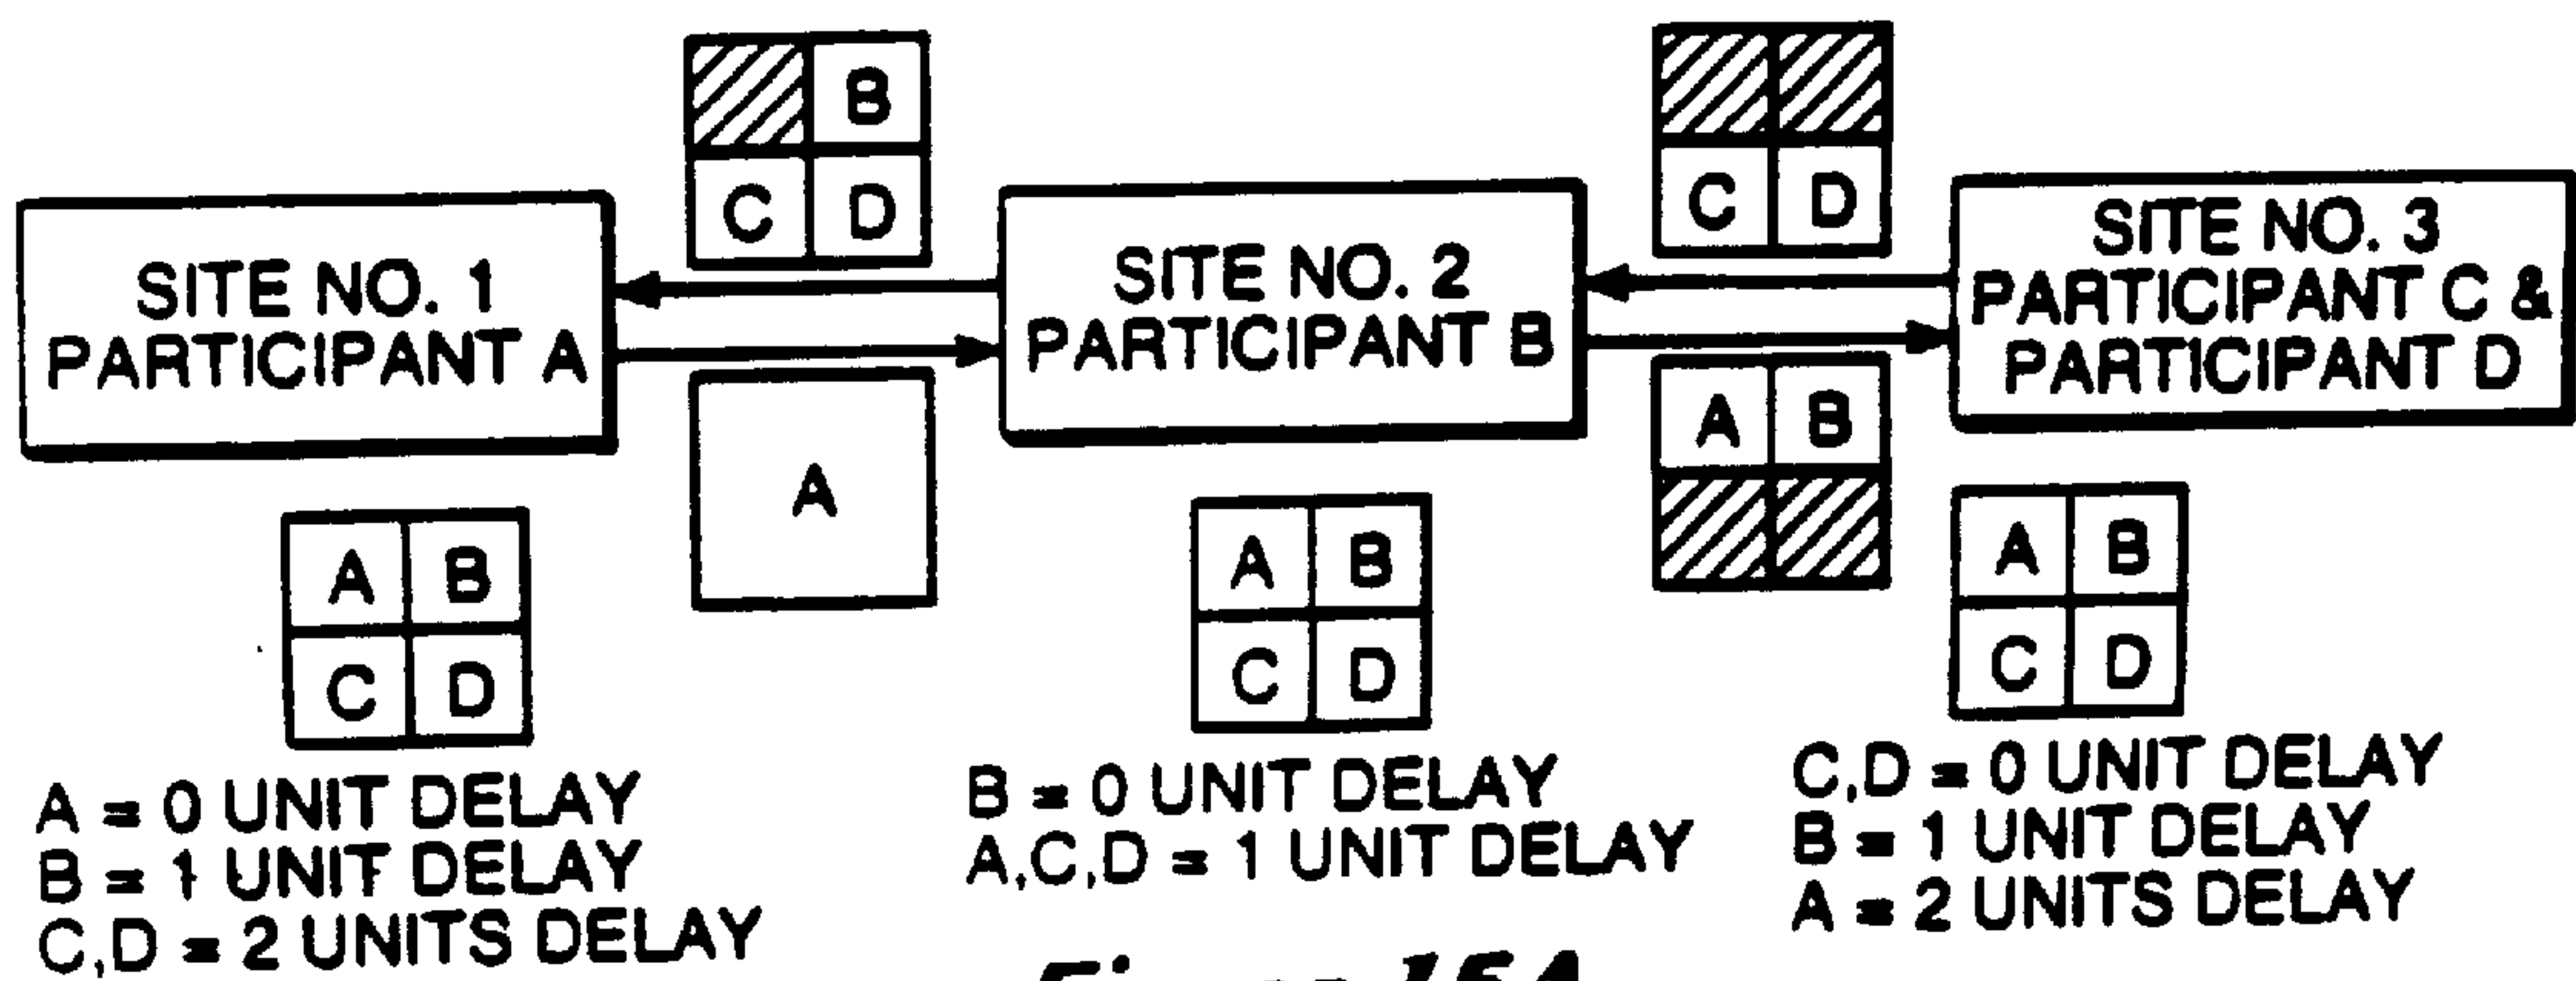 B
C D
C D
SITE NO. 1
PARTICIPANT A
SITE NO. 2
PARTICIPANT B
SITE NO. 3
PARTICIPANT C &
PARTICIPANT D
A
A B
A B
C D
A B
C D
A B
C D
A = 0 UNIT DELAY
B = 1 UNIT DELAY
C,D = 2 UNITS DELAY
B = 0 UNIT DELAY
A,C,D = 1 UNIT DELAY
C,D = 0 UNIT DELAY
B = 1 UNIT DELAY
A = 2 UNITS DELAY